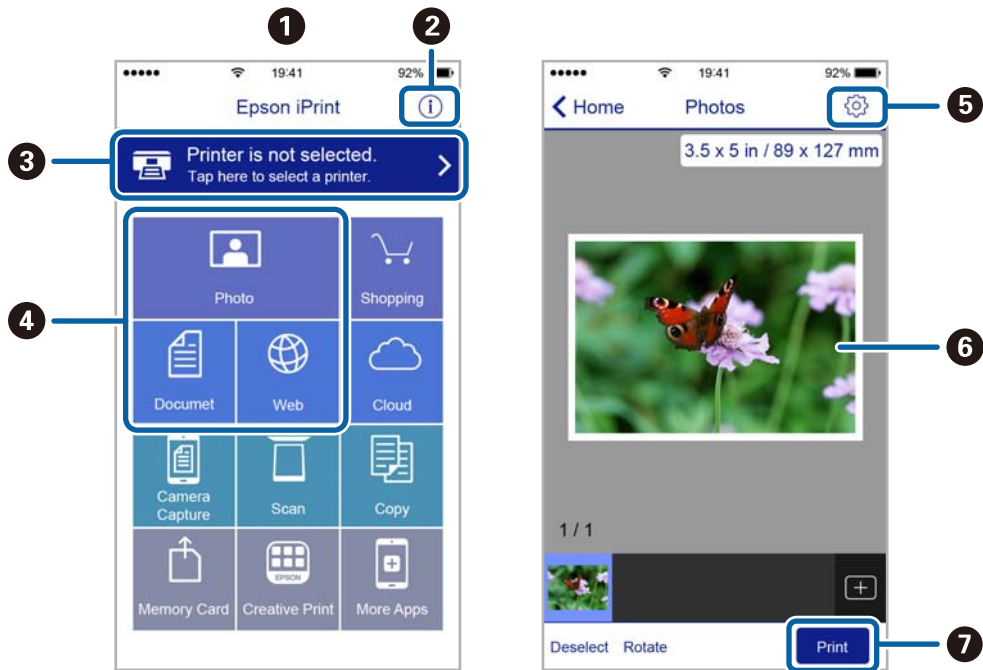 1
2
19:41
92%
Epson iPrint
3
Printer is not selected.
Tap here to select a printer.
4
Photo
Shopping
Documet
Web
Cloud
Camera
Capture
Scan
Copy
EPSON
Memory Card
Creative Print
More Apps
19:41
92%
Home
Photos
5
3.5 x 5 in / 89 x 127 mm
6
1 / 1
Deselect
Rotate
Print
7